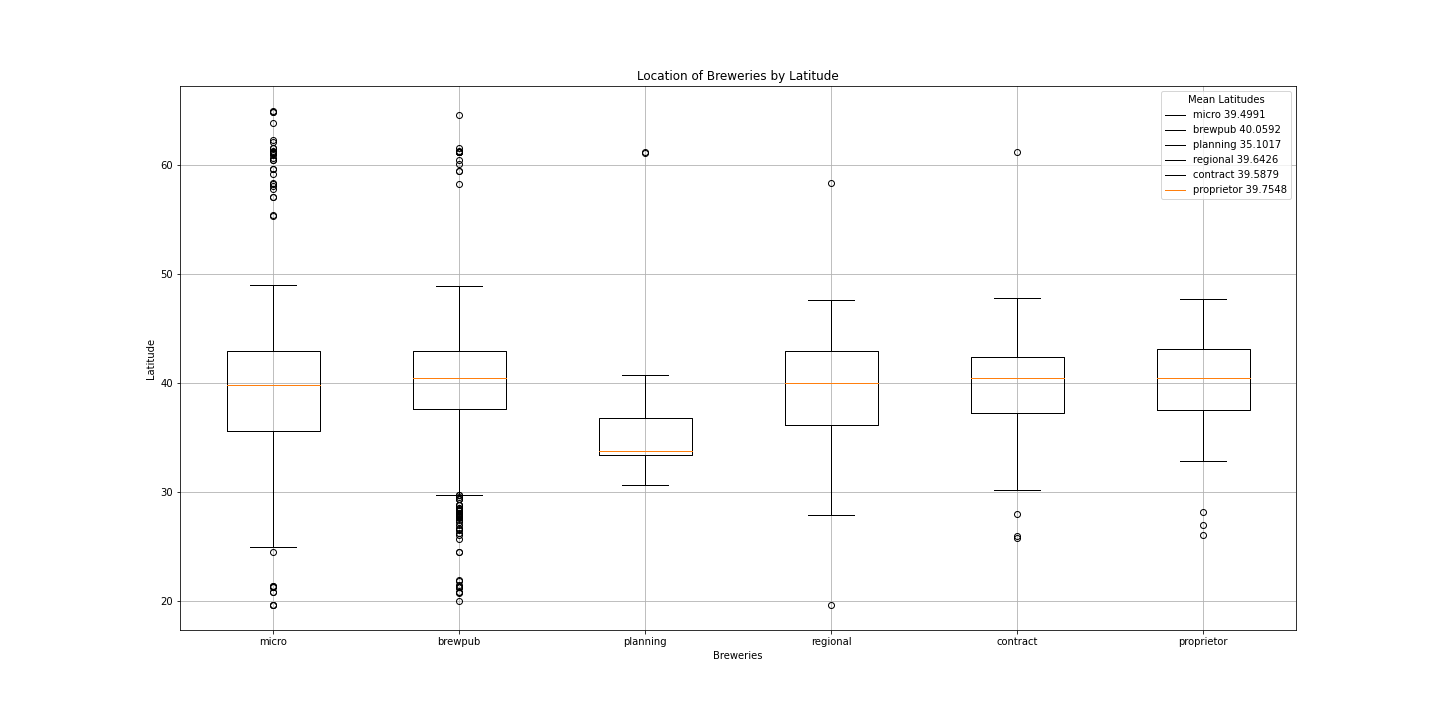 Location of Breweries by Latitude
Mean Latitudes
micro 39.4991
brewpub 40.0592
planning 35.1017
regional 39.6426
contract 39.5879
proprietor 39.7548
Latitude
60
50
40
30
20
micro brewpub planning regional contract proprietor
Breweries